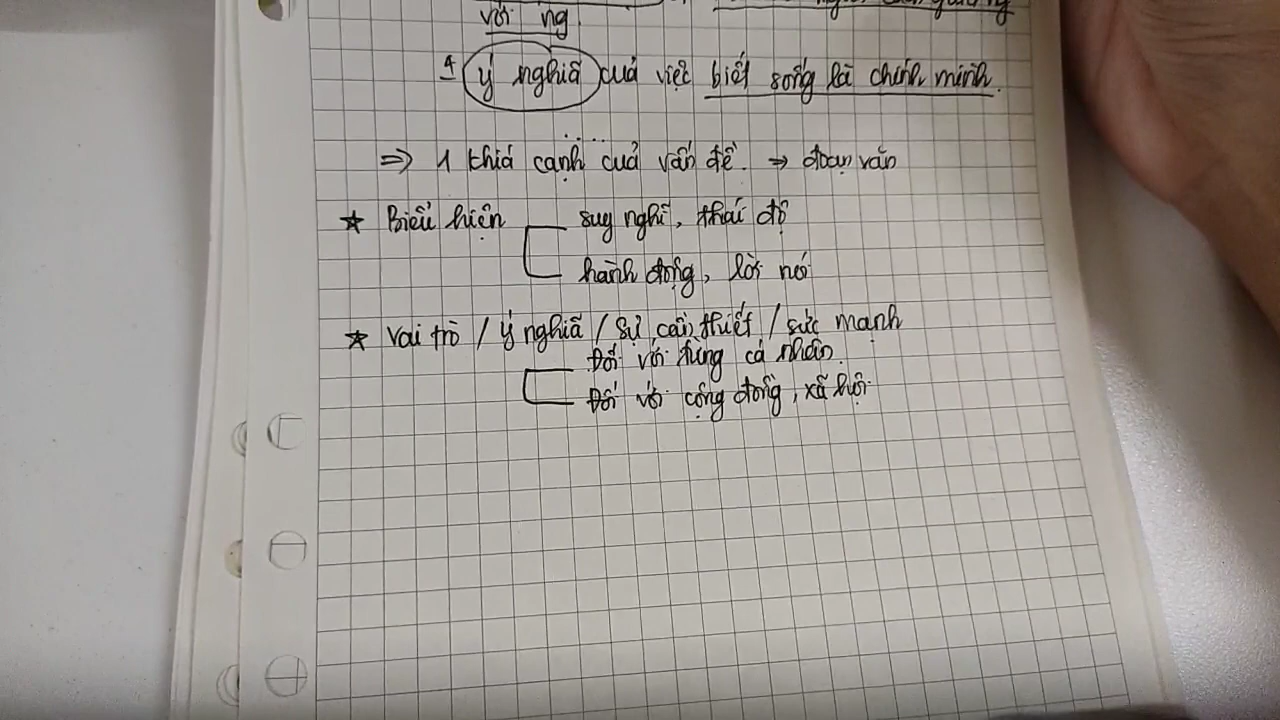 với ng
4 ý nghĩa của việc biết sống là chính mình.
=> 1 khía cạnh của vấn đề. → đoạn văn
★ Biểu hiện suy nghĩ, thái độ
hành động, lời nói
★ Vai trò / ý nghĩa / sự cần thiết / sức mạnh
Đối với từng cá nhân.
Đối với cộng đồng, xã hội.